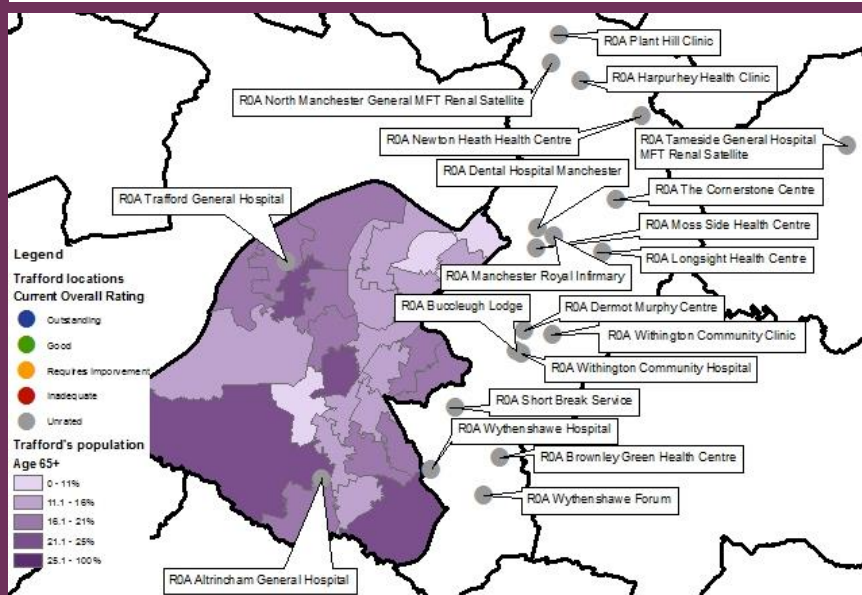 R0A Plant Hill Clinic
R0A Harpurhey Health Clinic
R0A North Manchester General MFT Renal Satellite
R0A Newton Heath Health Centre
R0A Tameside General Hospital
MFT Renal Satellite
R0A Dental Hospital Manchester
R0A Trafford General Hospital
R0A The Cornerstone Centre
R0A Moss Side Health Centre
R0A Longsight Health Centre
R0A Manchester Royal Infirmary
R0A Buccleugh Lodge
R0A Dermot Murphy Centre
R0A Withington Community Clinic
R0A Withington Community Hospital
R0A Short Break Service
R0A Wythenshawe Hospital
R0A Brownley Green Health Centre
R0A Wythenshawe Forum
R0A Altrincham General Hospital
Legend
Trafford locations
Current Overall Rating
Outstanding
Good
Requires Imporvement
Inadequate
Unrated
Trafford's population
Age 65+
0 - 11%
11.1 - 16%
16.1 - 21%
21.1 - 25%
25.1 - 100%